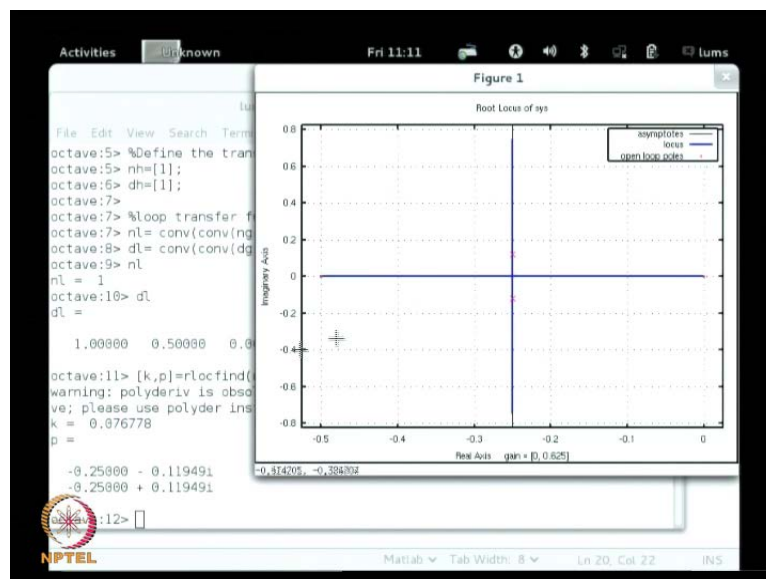 Activities Unknown Fri 11:11 lums
Figure 1
File Edit View Search Term
octave:5> %Define the tran
octave:5> nh=[1];
octave:6> dh=[1];
octave:7>
octave:7> %loop transfer f
octave:7> nl= conv(conv(ng
octave:8> dl= conv(conv(dg
octave:9> nl
nl = 1
octave:10> dl
dl =
1.00000 0.50000 0.0
octave:11> [k,p]=rlocfind(
warning: polyderiv is obso
ve; please use polyder ins
k = 0.076778
p =
-0.25000 - 0.11949i
-0.25000 + 0.11949i
:12>
Root Locus of sys
asymptotes
locus
open loop poles
Imaginary Axis
0.8
0.6
0.4
0.2
0
-0.2
-0.4
-0.6
-0.8
-0.5 -0.4 -0.3 -0.2 -0.1 0
Real Axis gain = [0, 0.625]
NPTEL
Matlab Tab Width: 8 Ln 20, Col 22 INS